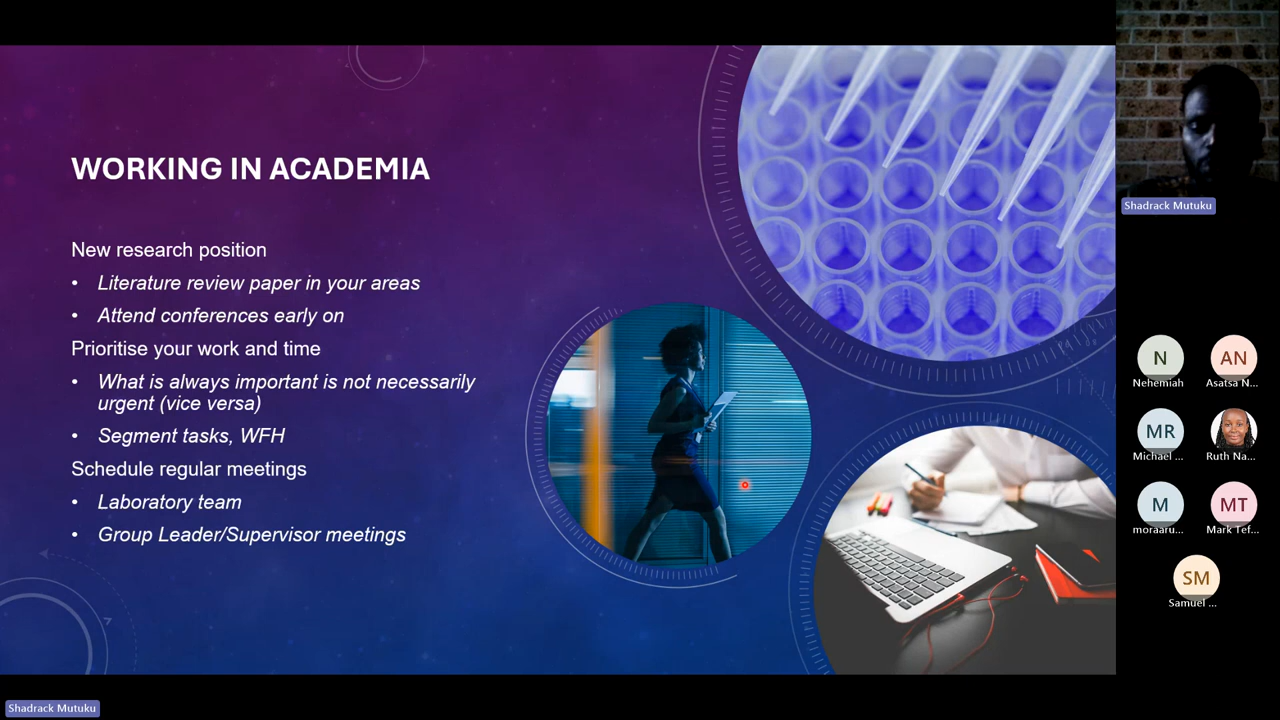 WORKING IN ACADEMIA
New research position
• Literature review paper in your areas
• Attend conferences early on
Prioritise your work and time
• What is always important is not necessarily
urgent (vice versa)
• Segment tasks, WFH
Schedule regular meetings
• Laboratory team
• Group Leader/Supervisor meetings
Shadrack Mutuku
N
Nehemiah
AN
Asatsa N...
MR
Michael ...
Ruth Na...
M
moraaru...
MT
Mark Tef...
SM
Samuel ...
Shadrack Mutuku